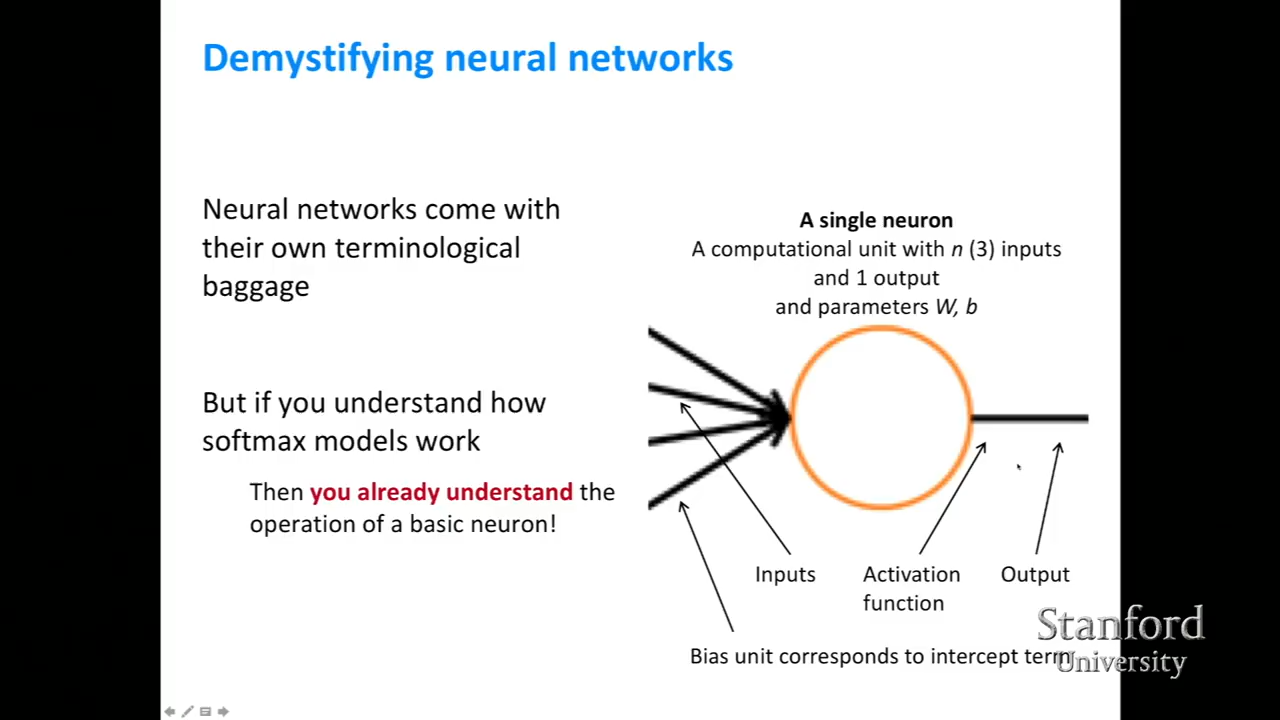 Demystifying neural networks
Neural networks come with
their own terminological
baggage
But if you understand how
softmax models work
Then you already understand the
operation of a basic neuron!
A single neuron
A computational unit with n (3) inputs
and 1 output
and parameters W, b
Inputs
Activation
function
Output
Bias unit corresponds to intercept term
Stanford
University